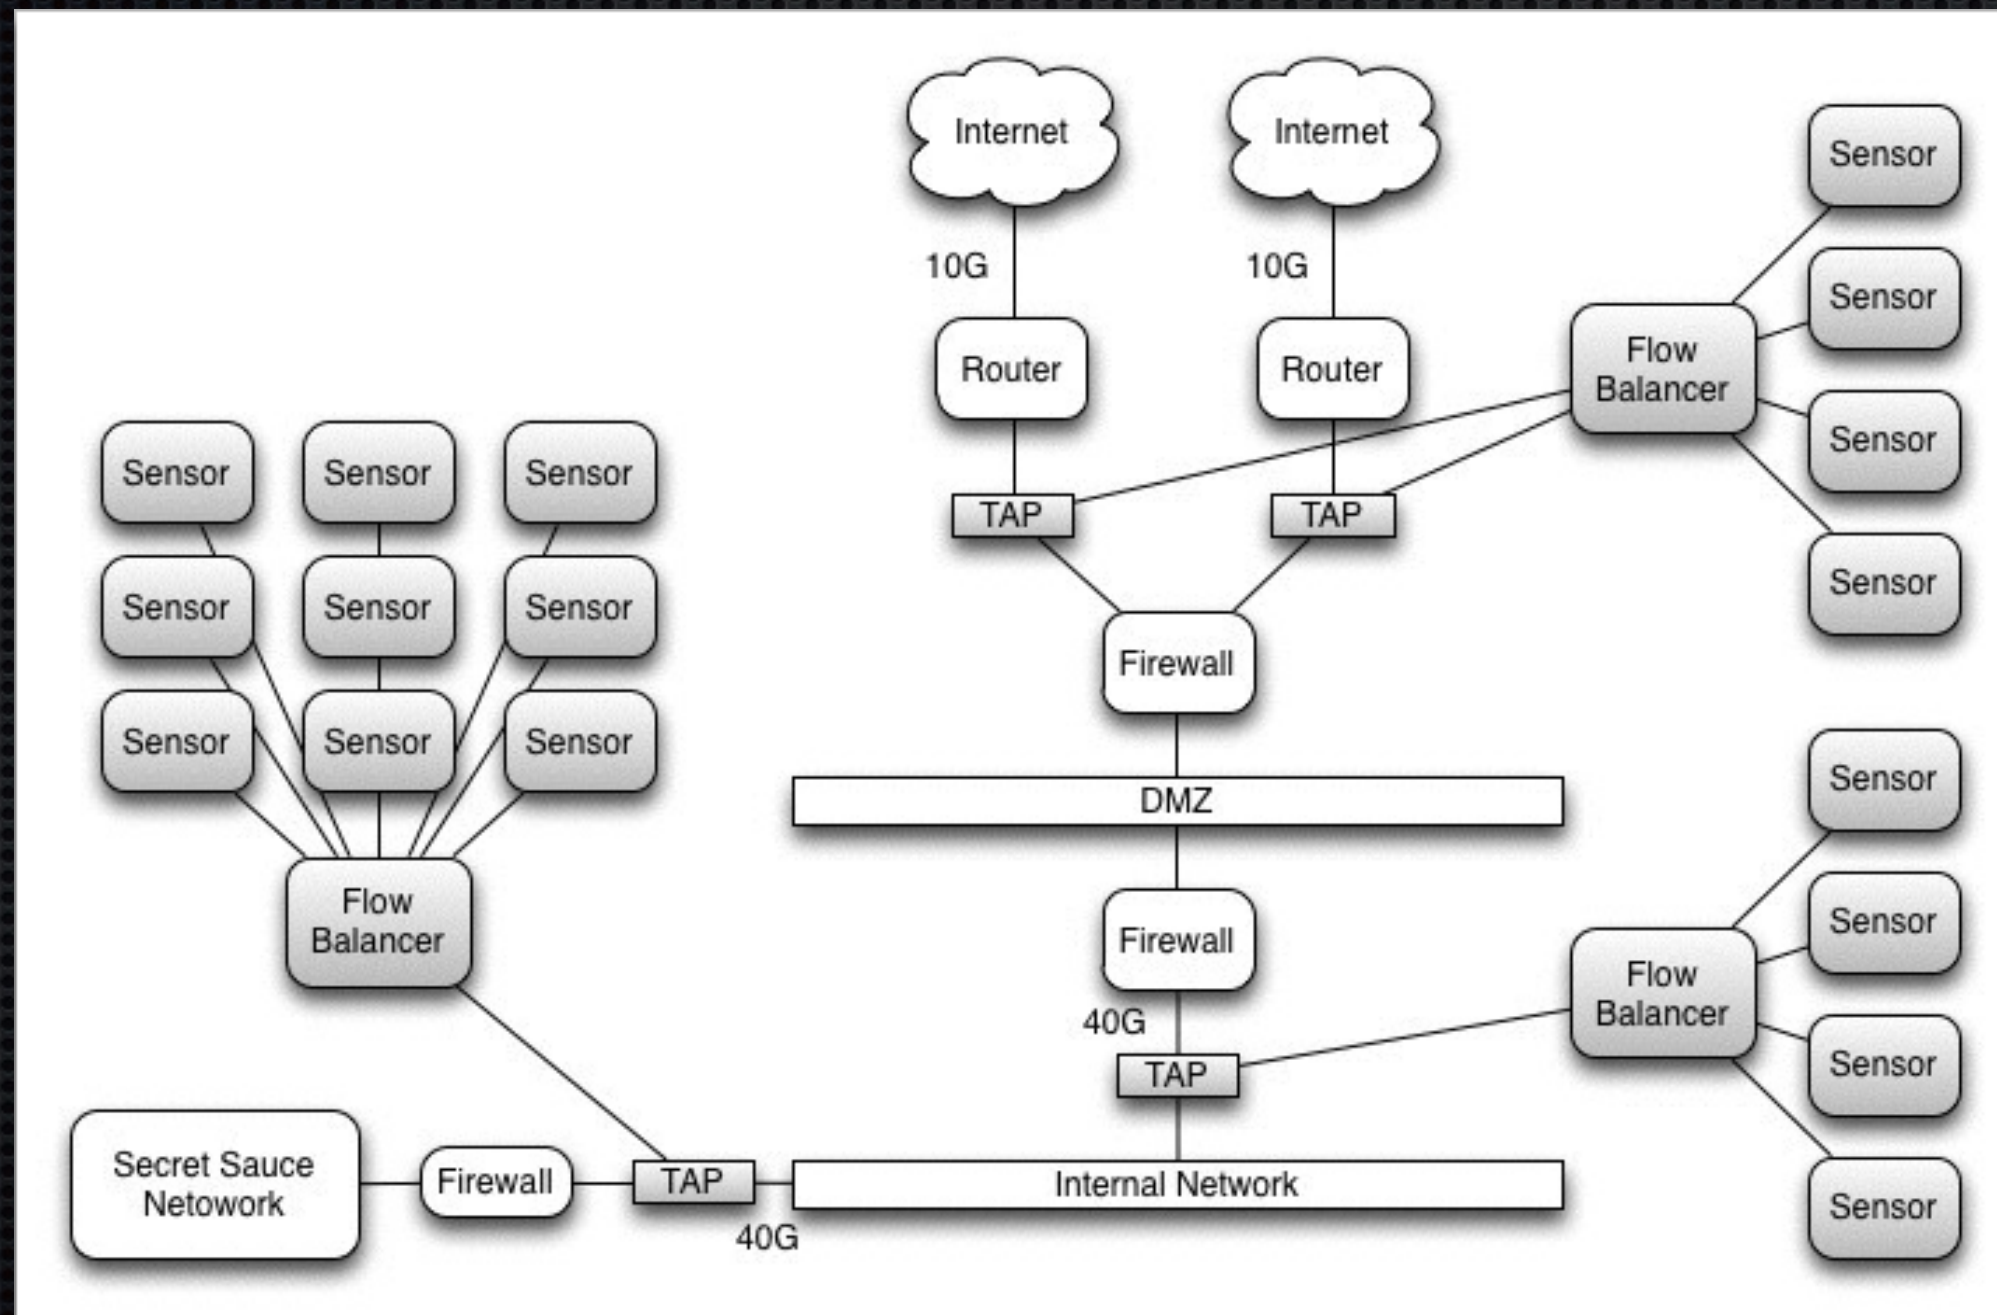 Internet
Internet
Sensor
10G
10G
Sensor
Router
Router
Flow
Balancer
Sensor
Sensor
Sensor
Sensor
TAP
TAP
Sensor
Sensor
Sensor
Sensor
Sensor
Firewall
Sensor
Sensor
Sensor
Sensor
DMZ
Flow
Balancer
Firewall
Sensor
Flow
Balancer
40G
TAP
Sensor
Secret Sauce
Netowork
Firewall
TAP
Internal Network
Sensor
40G